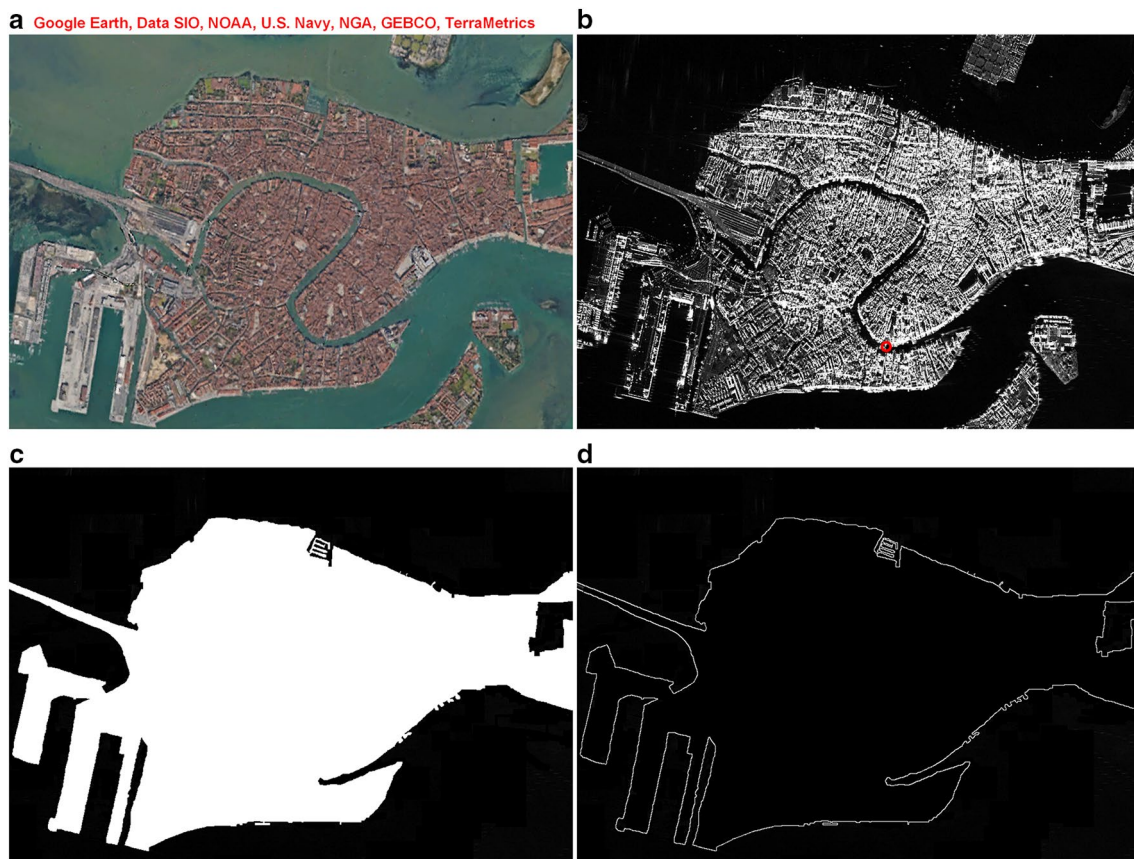 a Google Earth, Data SIO, NOAA, U.S. Navy, NGA, GEBCO, TerraMetrics
b
c
d